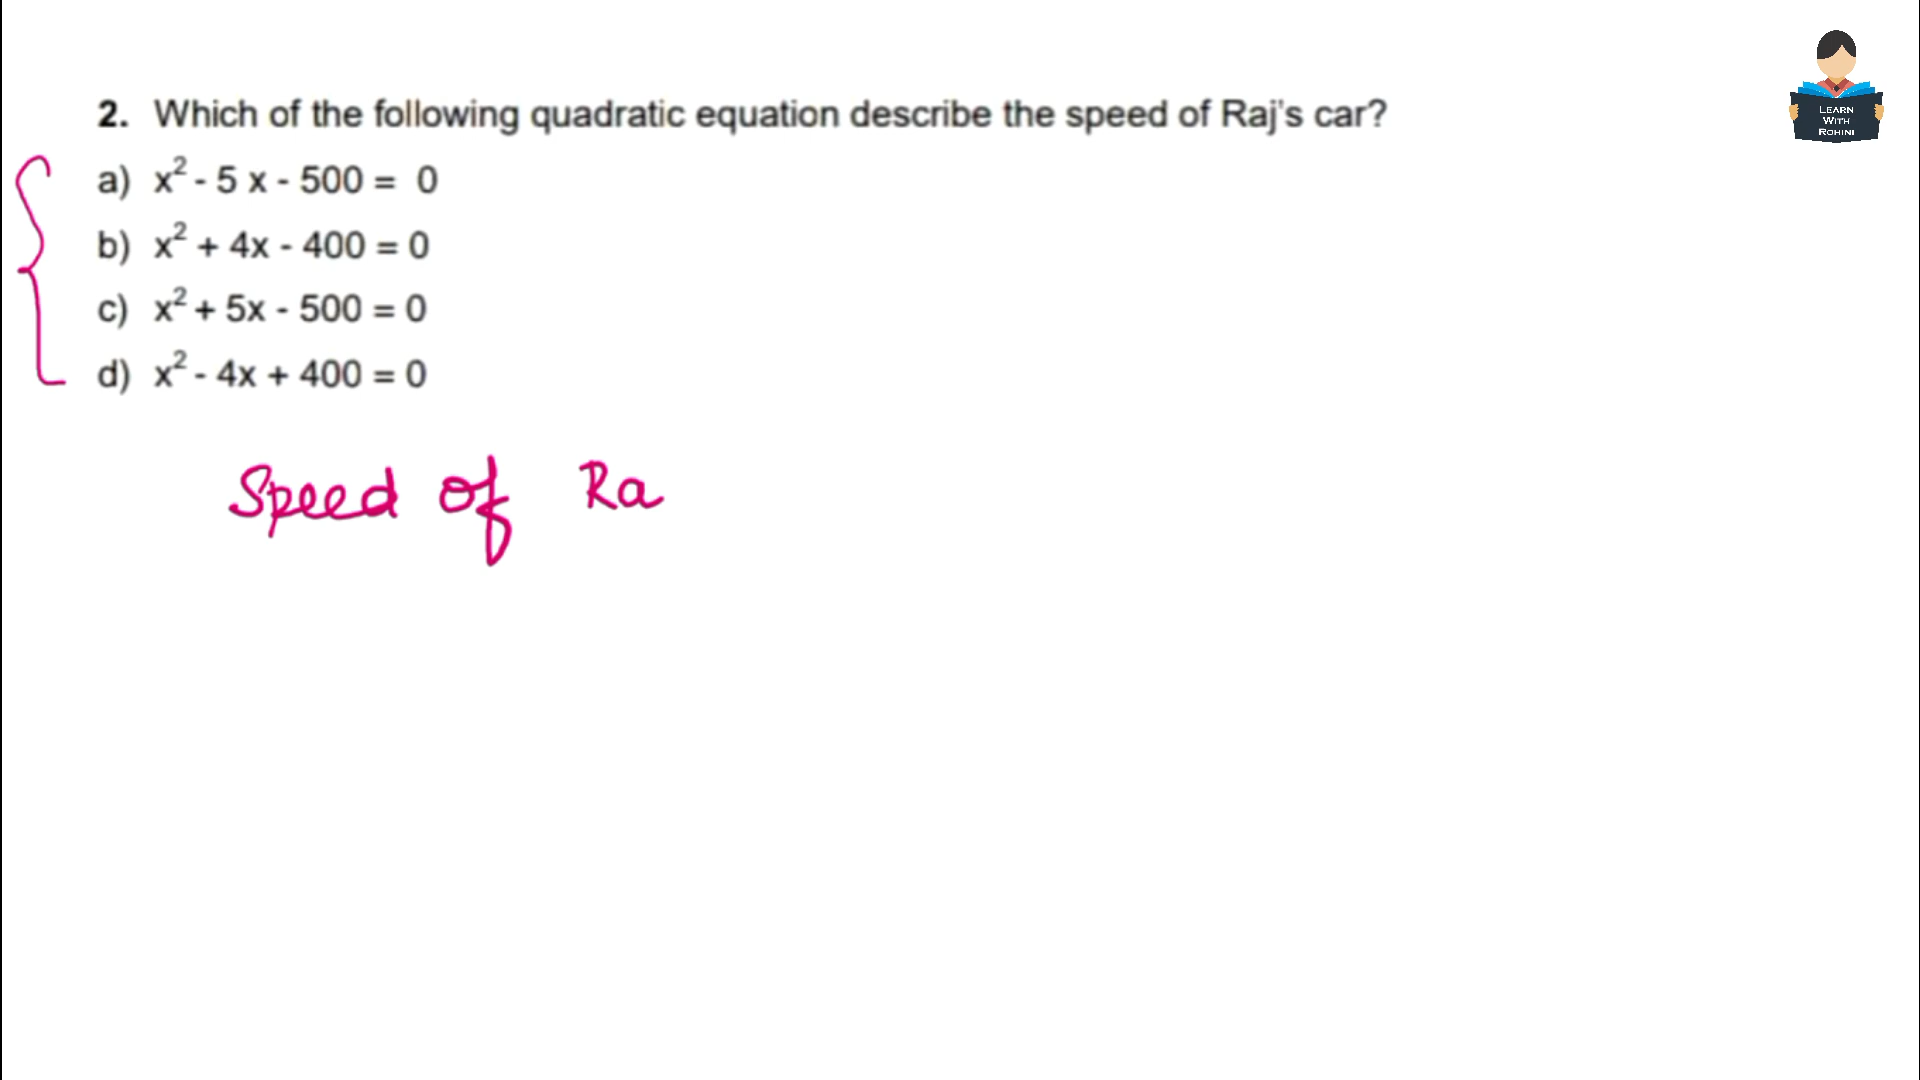 LEARN
WITH
ROHINI
2. Which of the following quadratic equation describe the speed of Raj's car?
a) x² - 5 x - 500 = 0
b) x² + 4x - 400 = 0
c) x² + 5x - 500 = 0
d) x² - 4x + 400 = 0
Speed of Ra